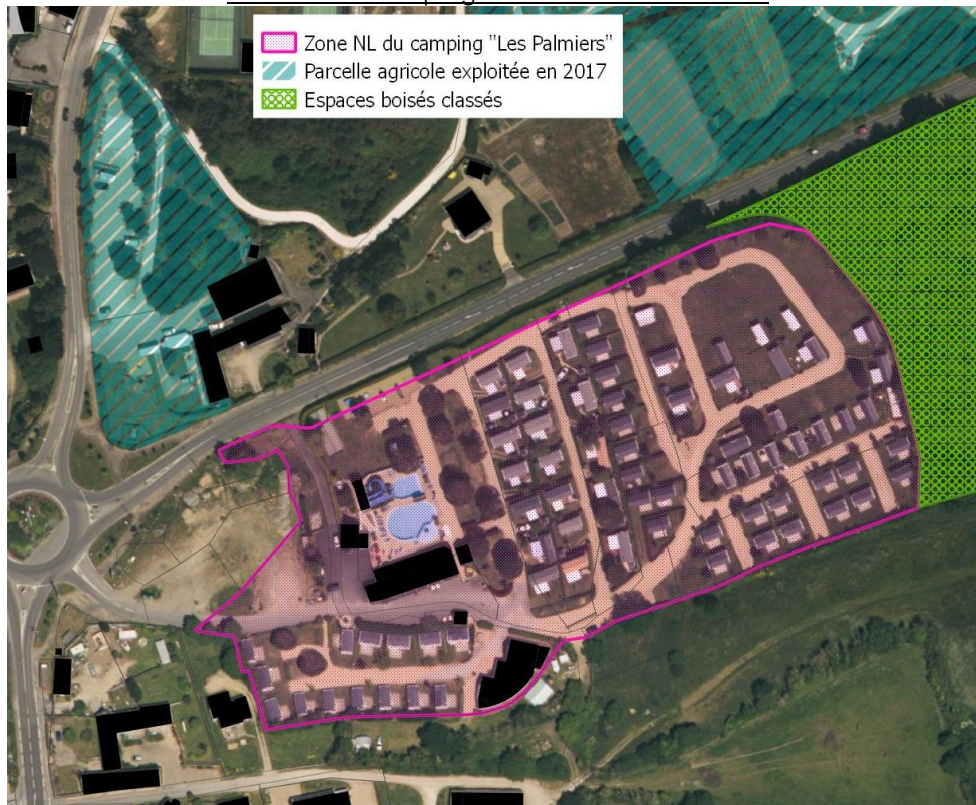 Zone NL du camping "Les Palmiers"
Parcelle agricole exploitée en 2017
Espaces boisés classés